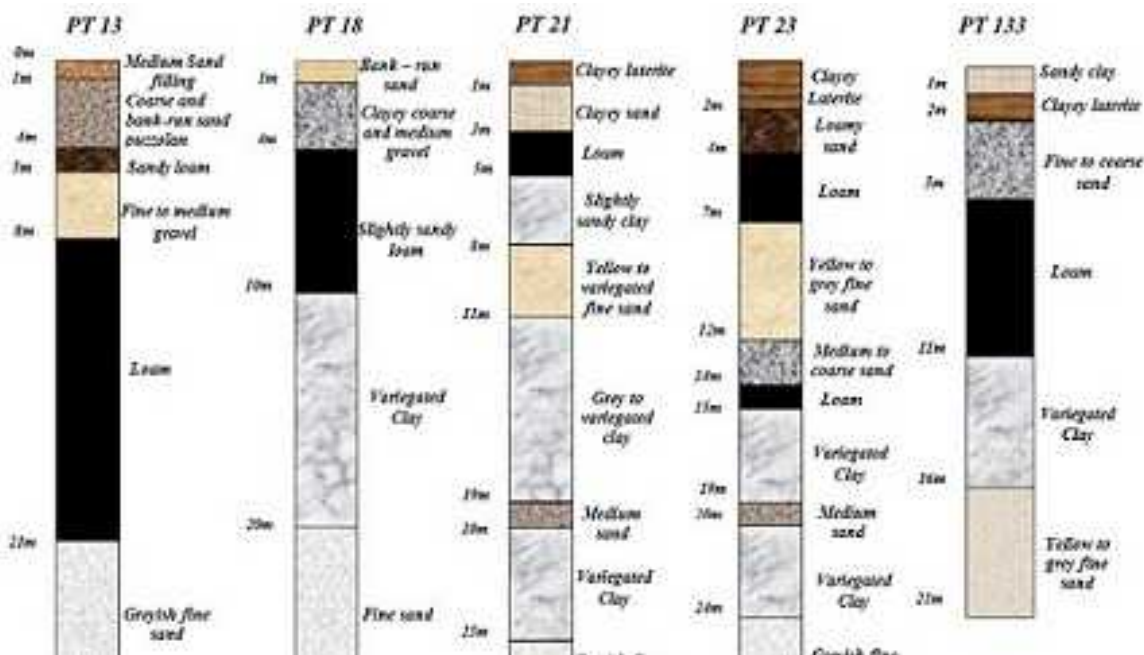 PT 13
0m
1m
4m
5m
8m
21m
Medium Sand
filling
Coarse and
bank-run sand
puzzolan
Sandy loam
Fine to medium
gravel
Loam
Greyish fine
sand
PT 18
1m
4m
10m
20m
Bank – run
sand
Clayey coarse
and medium
gravel
Slightly sandy
loam
Variegated
Clay
Fine sand
PT 21
1m
3m
5m
8m
11m
19m
20m
25m
Clayey laterite
Clayey sand
Loam
Slightly
sandy clay
Yellow to
variegated
fine sand
Grey to
variegated
clay
Medium
sand
Variegated
Clay
PT 23
2m
4m
7m
12m
15m
19m
20m
24m
Clayey
Laterite
Loamy
sand
Loam
Yellow to
grey fine
sand
Medium to
coarse sand
Loam
Variegated
Clay
Medium
sand
Variegated
Clay
Greyish fine
PT 133
1m
2m
5m
11m
16m
21m
Sandy clay
Clayey laterite
Fine to coarse
sand
Loam
Variegated
Clay
Yellow to
grey fine
sand